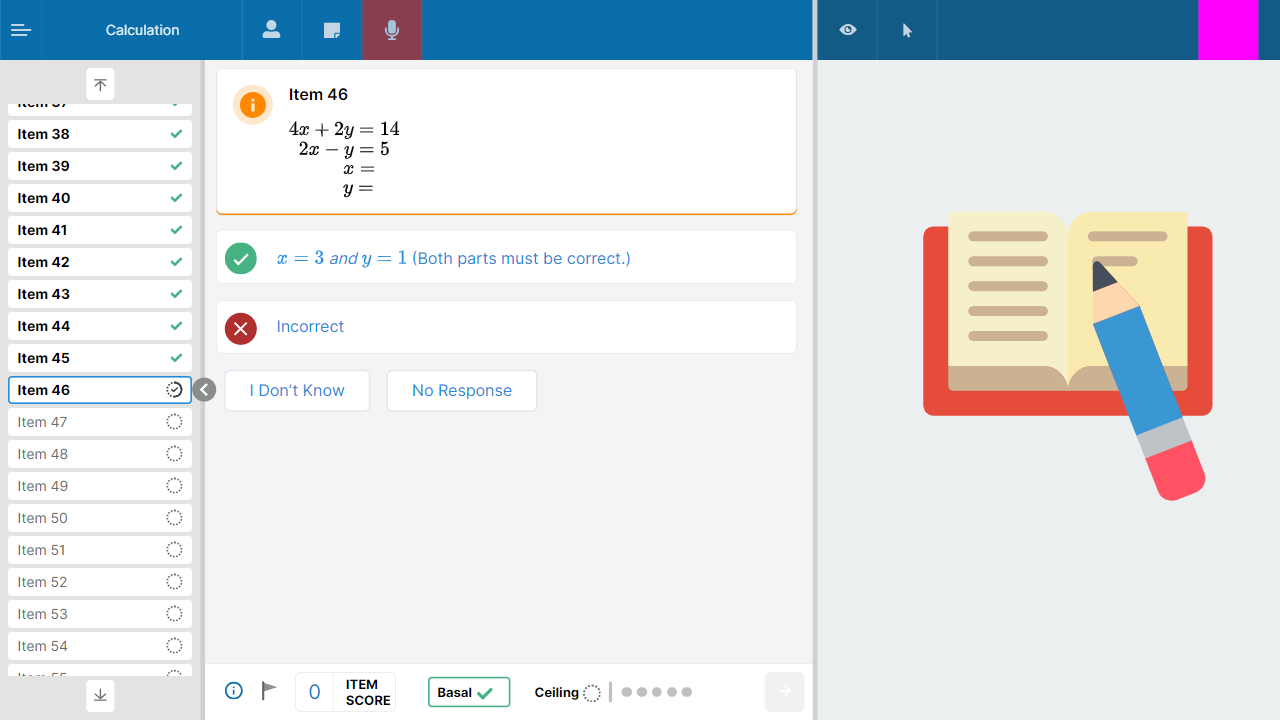 Calculation
Item 37
Item 38
Item 39
Item 40
Item 41
Item 42
Item 43
Item 44
Item 45
Item 46
Item 47
Item 48
Item 49
Item 50
Item 51
Item 52
Item 53
Item 54
Item 55
Item 46
4x + 2y = 14
2x − y = 5
x =
y =
x = 3 and y = 1 (Both parts must be correct.)
Incorrect
I Don’t Know
No Response
0
ITEM
SCORE
Basal
Ceiling